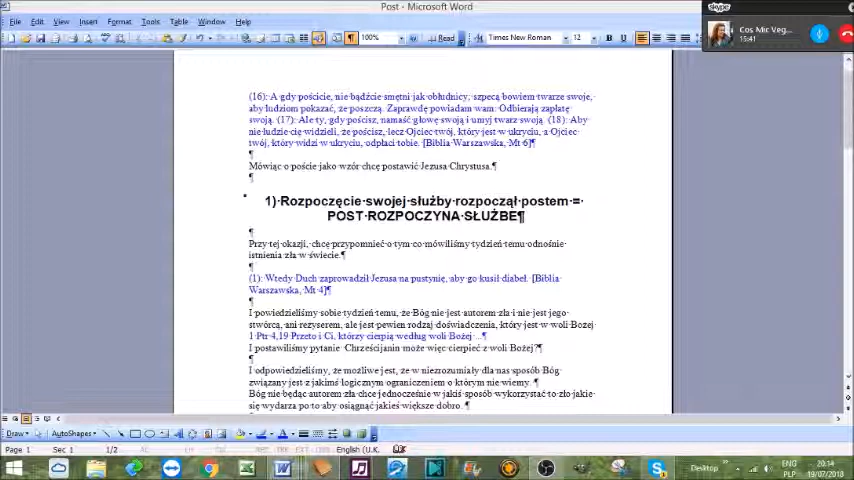 Post - Microsoft Word
skype
File Edit View Insert Format Tools Table Window Help
Cos Mic Veg...
15:41
100%
Read
Times New Roman
12
B U
(16): A gdy pościcie, nie bądźcie smętni jak obłudnicy; szpecą bowiem twarze swoje,
aby ludziom pokazać, że poszczą. Zaprawdę powiadam wam: Odbierają zapłatę
swoją. (17): Ale ty, gdy pościsz, namaść głowę swoją i umyj twarz swoją. (18): Aby
nie ludzie cię widzieli, że pościsz, lecz Ojciec twój, który jest w ukryciu, a Ojciec
twój, który widzi w ukryciu, odpłaci tobie. [Biblia Warszawska, Mt 6]¶
¶
Mówiąc o poście jako wzór chcę postawić Jezusa Chrystusa.¶
¶
1) Rozpoczęcie swojej służby rozpoczął postem =
POST ROZPOCZYNA SŁUŻBĘ¶
¶
Przy tej okazji, chcę przypomnieć o tym co mówiliśmy tydzień temu odnośnie
istnienia zła w świecie.¶
¶
(1): Wtedy Duch zaprowadził Jezusa na pustynię, aby go kusił diabeł. [Biblia
Warszawska, Mt 4]¶
¶
I powiedzieliśmy sobie tydzień temu, że Bóg nie jest autorem zła i nie jest jego
stwórcą, ani reżyserem, ale jest pewien rodzaj doświadczenia, który jest w woli Bożej
1 Ptr 4,19 Przeto i Ci, którzy cierpią według woli Bożej ...¶
I postawiliśmy pytanie Chrześcijanin może więc cierpieć z woli Bożej?¶
¶
I odpowiedzieliśmy, że możliwe jest, że w niezrozumiały dla nas sposób Bóg
związany jest z jakimś logicznym ograniczeniem o którym nie wiemy. ¶
Bóg nie będąc autorem zła chce jednocześnie w jakiś sposób wykorzystać to zło jakie
się wydarza po to aby osiągnąć jakieś większe dobro. ¶
Draw AutoShapes
Page 1 Sec 1 1/2 English (U.K.
Desktop
ENG
PLP
20:14
19/07/2018